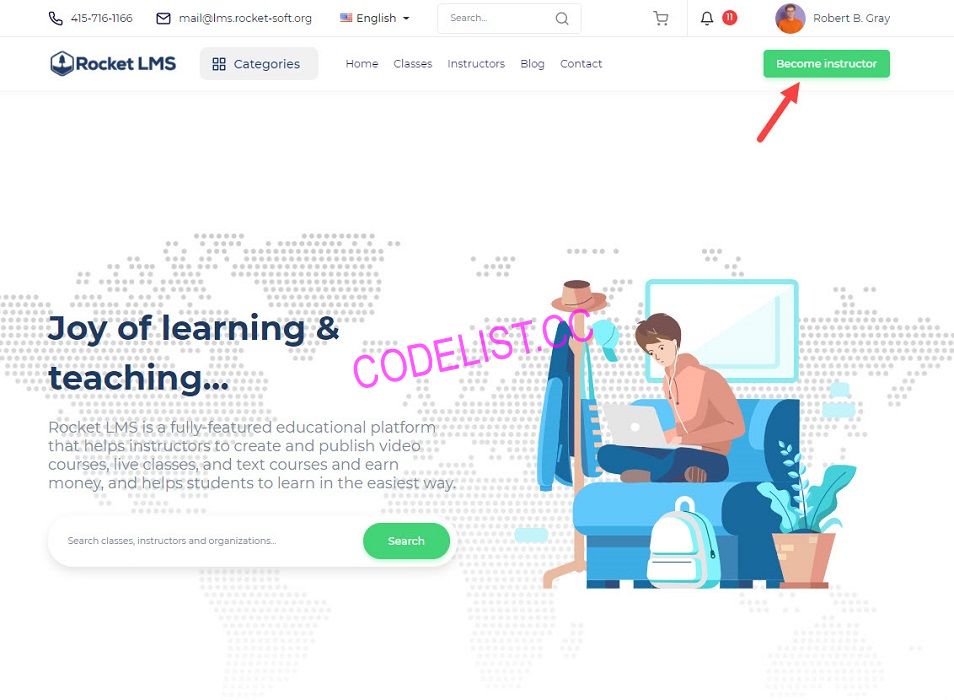 415-716-1166 mail@lms.rocket-soft.org English Search... 11 Robert B. Gray
Rocket LMS Categories Home Classes Instructors Blog Contact Become instructor
Joy of learning &
teaching...
CODELIST.CC
Rocket LMS is a fully-featured educational platform
that helps instructors to create and publish video
courses, live classes, and text courses and earn
money, and helps students to learn in the easiest way.
Search classes, instructors and organizations... Search